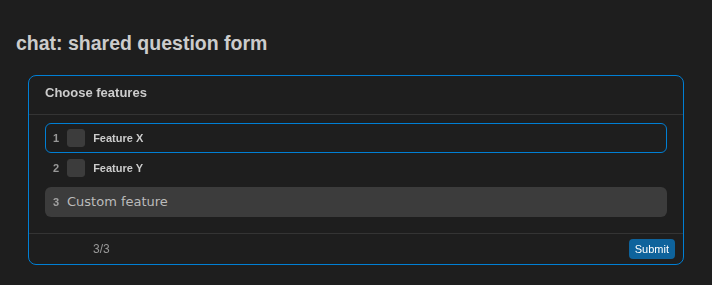 chat: shared question form
Choose features
1 Feature X
2 Feature Y
3 Custom feature
3/3 Submit